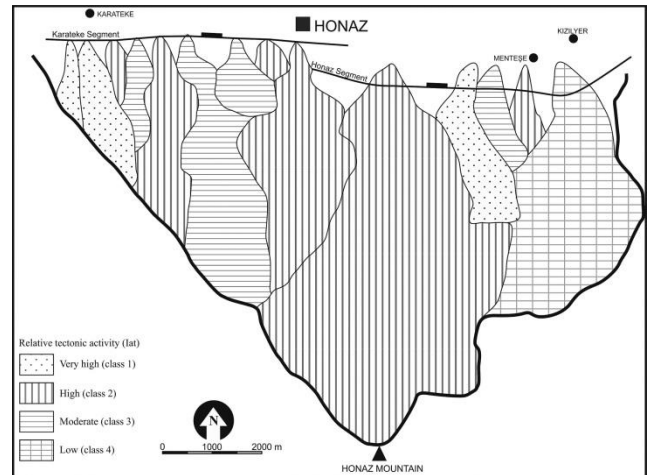 KARATEKE
HONAZ
KIZILYER
Karateke Segment
MENTEŞE
Honaz Segment
Relative tectonic activity (Iat)
Very high (class 1)
High (class 2)
Moderate (class 3)
Low (class 4)
N
0 1000 2000 m
HONAZ MOUNTAIN